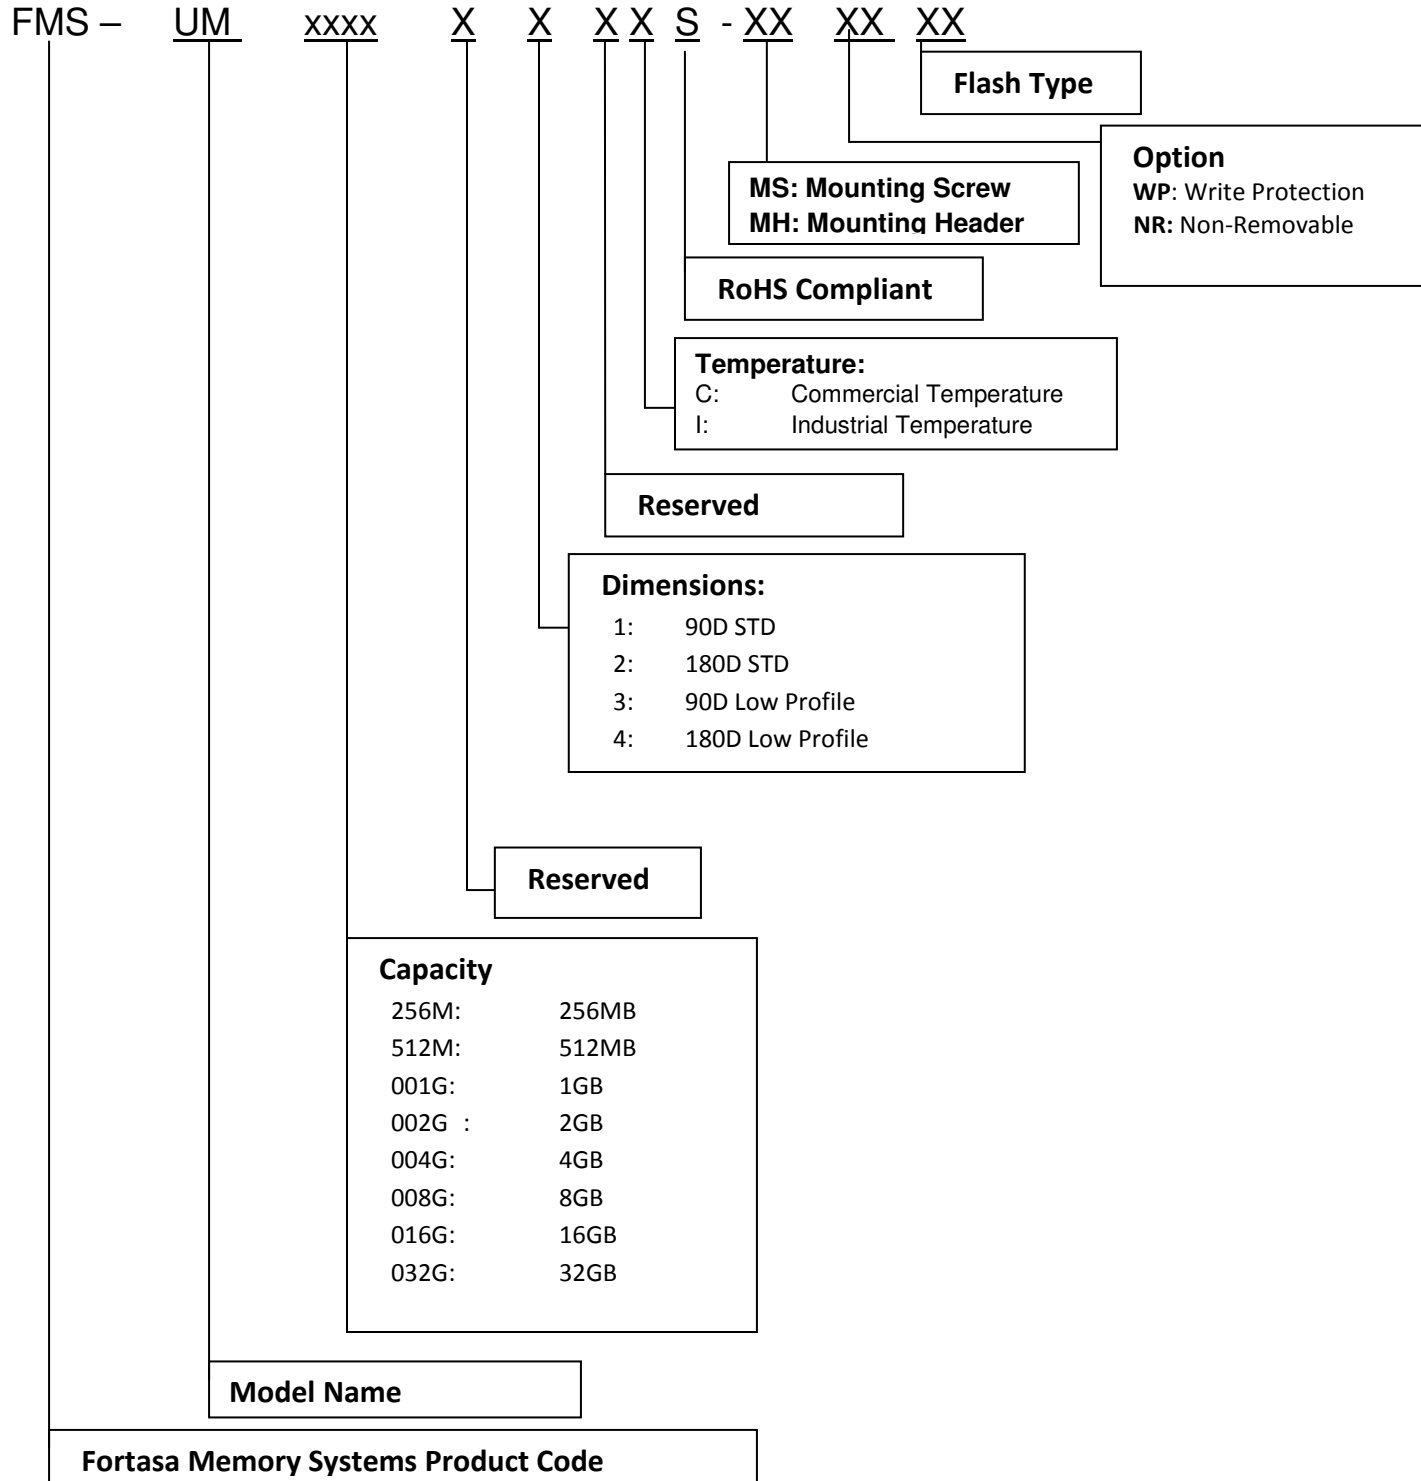 FMS – UM xxxx X X X X S - XX XX XX
Flash Type
Option
WP: Write Protection
NR: Non-Removable
MS: Mounting Screw
MH: Mounting Header
RoHS Compliant
Temperature:
C: Commercial Temperature
I: Industrial Temperature
Reserved
Dimensions:
1: 90D STD
2: 180D STD
3: 90D Low Profile
4: 180D Low Profile
Reserved
Capacity
256M: 256MB
512M: 512MB
001G: 1GB
002G : 2GB
004G: 4GB
008G: 8GB
016G: 16GB
032G: 32GB
Model Name
Fortasa Memory Systems Product Code